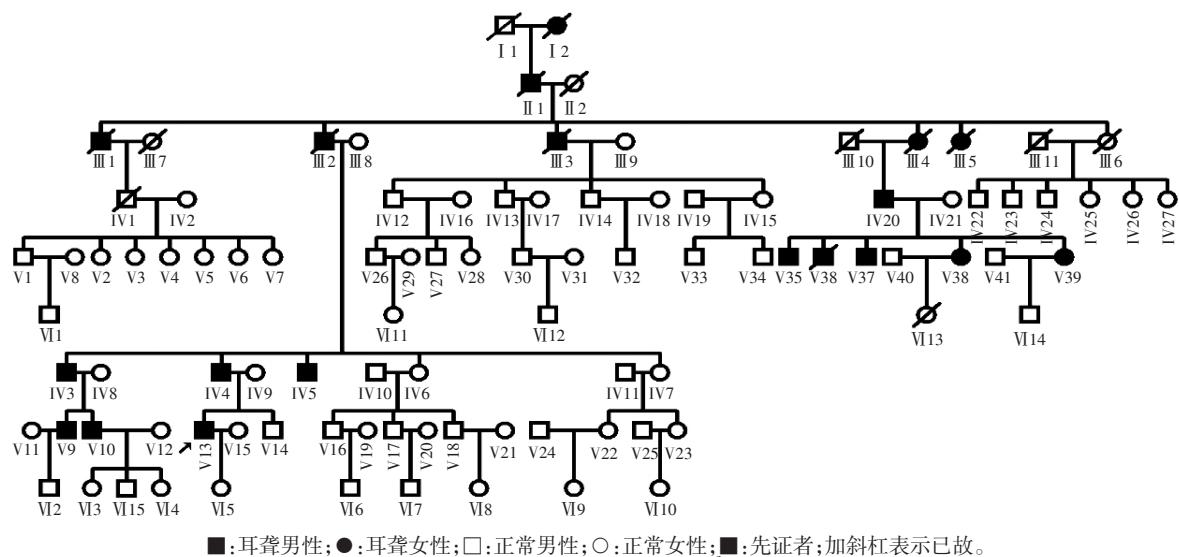 Ⅰ1 Ⅰ2
Ⅱ1 Ⅱ2
Ⅲ1 Ⅲ7 Ⅲ2 Ⅲ8 Ⅲ3 Ⅲ9 Ⅲ10 Ⅲ4 Ⅲ5 Ⅲ11 Ⅲ6
Ⅳ1 Ⅳ2 Ⅳ12 Ⅳ16 Ⅳ13 Ⅳ17 Ⅳ14 Ⅳ18 Ⅳ19 Ⅳ15 Ⅳ20 Ⅳ21 Ⅳ22 Ⅳ23 Ⅳ24 Ⅳ25 Ⅳ26 Ⅳ27
V1 V8 V2 V3 V4 V5 V6 V7 V26 V29 V27 V28 V30 V31 V32 V33 V34 V35 V38 V37 V40 V38 V41 V39
Ⅵ1 Ⅵ11 Ⅵ12 Ⅵ13 Ⅵ14
Ⅳ3 Ⅳ8 Ⅳ4 Ⅳ9 Ⅳ5 Ⅳ10 Ⅳ6 Ⅳ11 Ⅳ7
V11 V9 V10 V12 V13 V15 V14 V16 V19 V17 V20 V18 V21 V24 V22 V25 V23
Ⅵ2 Ⅵ3 Ⅵ15 Ⅵ4 Ⅵ5 Ⅵ6 Ⅵ7 Ⅵ8 Ⅵ9 Ⅵ10
■:耳聋男性;●:耳聋女性;□:正常男性;○:正常女性;■:先证者;加斜杠表示已故。